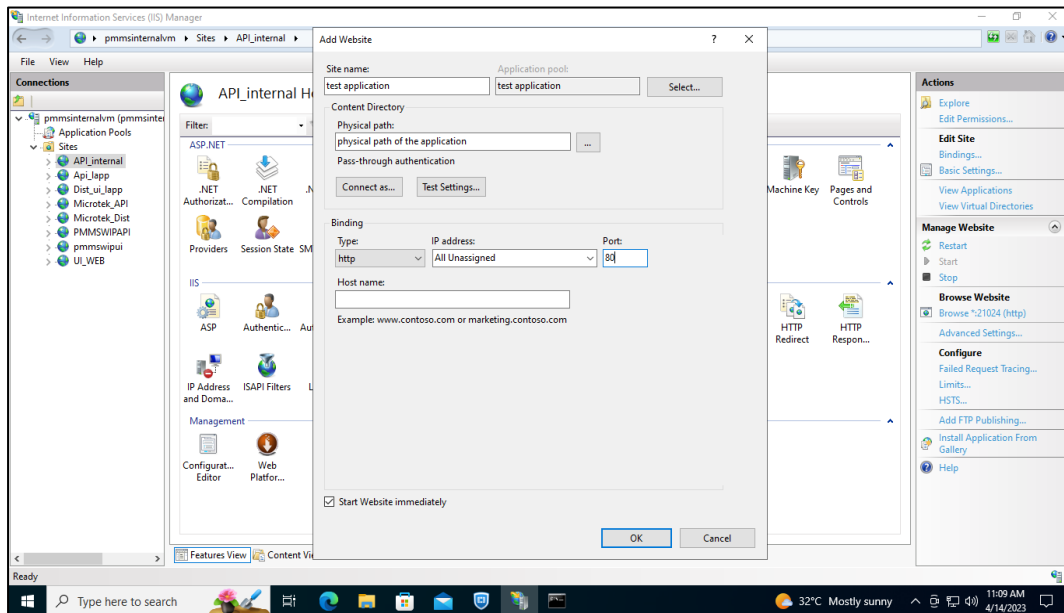 Internet Information Services (IIS) Manager
pmmsinternalvm
Sites
API_internal
File View Help
Connections
pmmsinternalvm (pmmsinter
Application Pools
Sites
API_internal
Api_Iapp
Dist_ui_Iapp
Microtek_API
Microtek_Dist
PMMSWIPAPI
pmmswipui
UI_WEB
API_internal H
Filter:
ASP.NET
.NET Authorizat...
.NET Compilation
Providers
Session State
SM
Machine Key
Pages and Controls
IIS
ASP
Authentic...
Au
HTTP Redirect
HTTP Respon...
IP Address and Doma...
ISAPI Filters
Management
Configurat... Editor
Web Platfor...
Features View
Content Vi
Add Website
?
Site name:
Application pool:
test application
test application
Select...
Content Directory
Physical path:
physical path of the application
...
Pass-through authentication
Connect as...
Test Settings...
Binding
Type:
IP address:
Port:
http
All Unassigned
80
Host name:
Example: www.contoso.com or marketing.contoso.com
Start Website immediately
OK
Cancel
Actions
Explore
Edit Permissions...
Edit Site
Bindings...
Basic Settings...
View Applications
View Virtual Directories
Manage Website
Restart
Start
Stop
Browse Website
Browse *:21024 (http)
Advanced Settings...
Configure
Failed Request Tracing...
Limits...
HSTS...
Add FTP Publishing...
Install Application From
Gallery
Help
Ready
Type here to search
32°C Mostly sunny
11:09 AM
4/14/2023